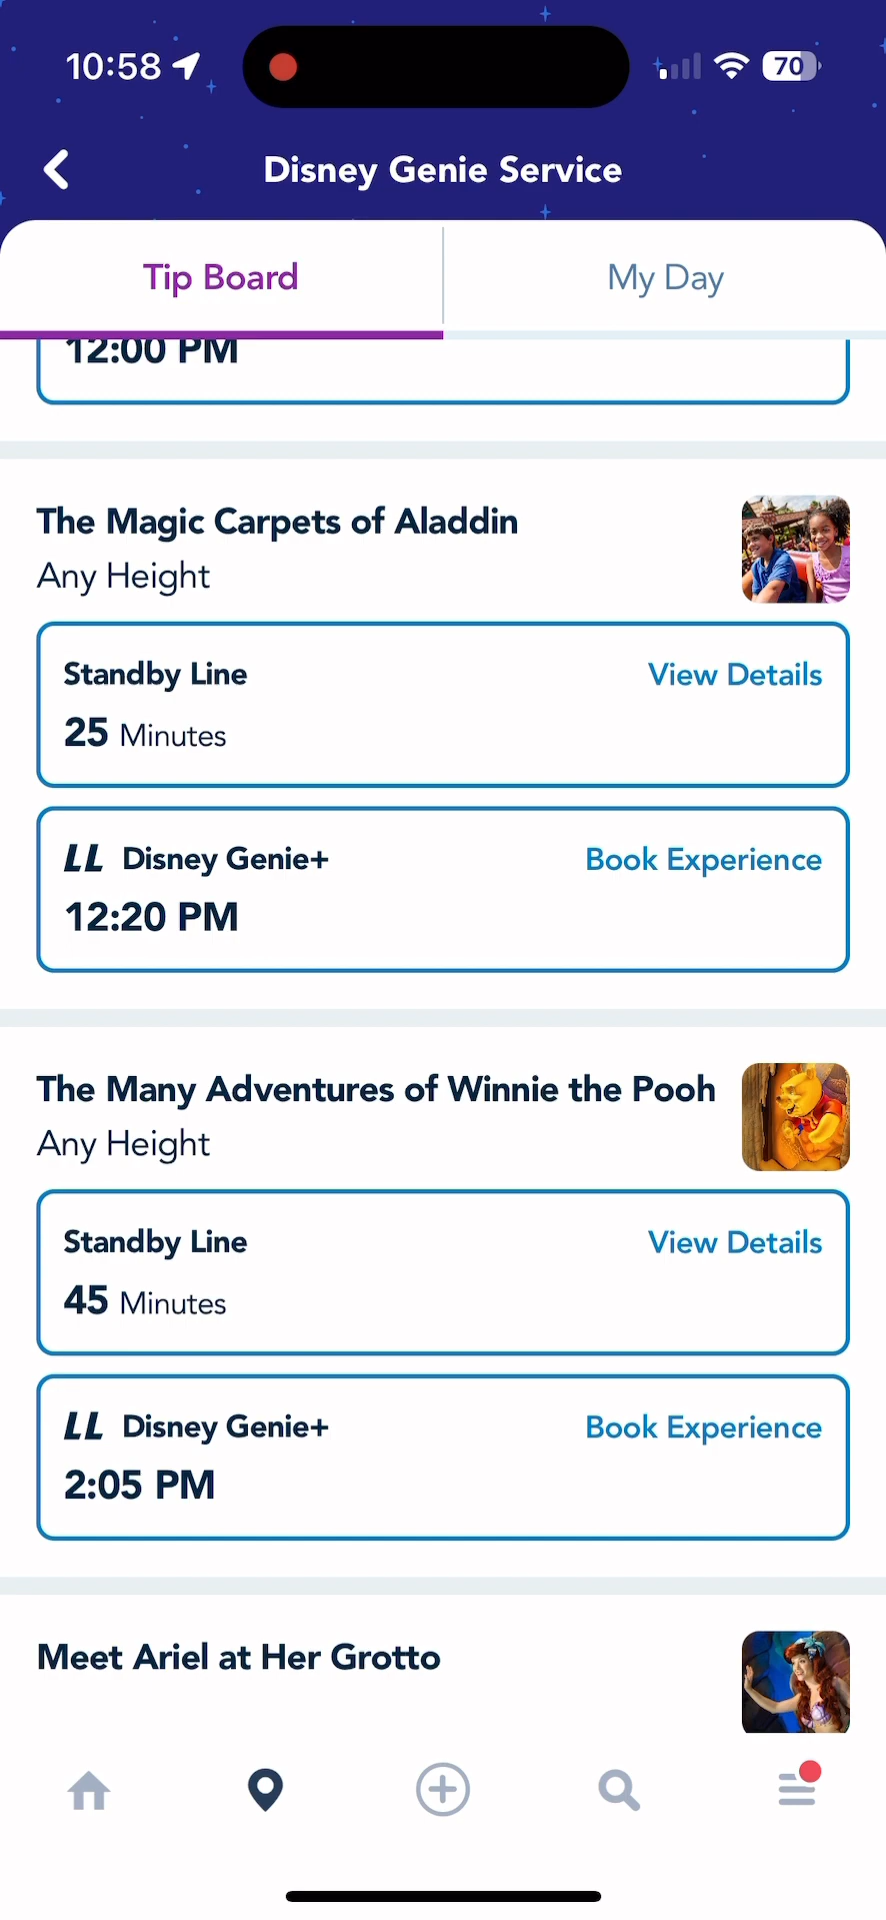 10:58
70
Disney Genie Service
Tip Board
My Day
12:00 PM
The Magic Carpets of Aladdin
Any Height
Standby Line
View Details
25 Minutes
LL Disney Genie+
Book Experience
12:20 PM
The Many Adventures of Winnie the Pooh
Any Height
Standby Line
View Details
45 Minutes
LL Disney Genie+
Book Experience
2:05 PM
Meet Ariel at Her Grotto